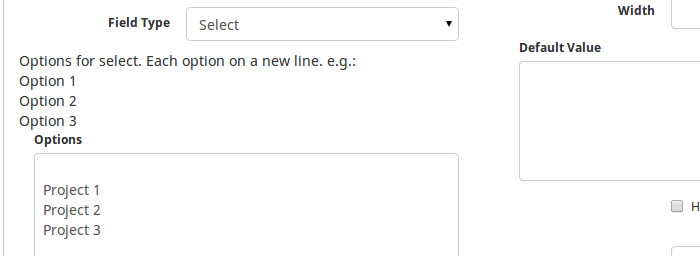 Field Type
Select
Width
Options for select. Each option on a new line. e.g.:
Option 1
Option 2
Option 3
Options
Project 1
Project 2
Project 3
Default Value
H